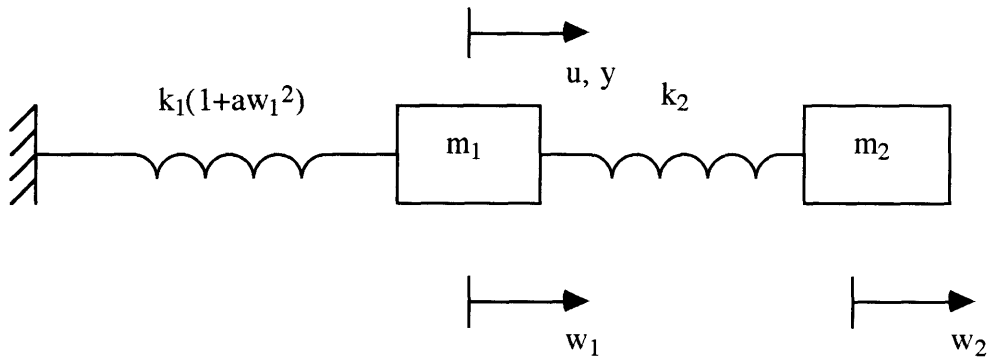 u, y
k₁(1+aw₁²)
k₂
m₁
m₂
w₁
w₂